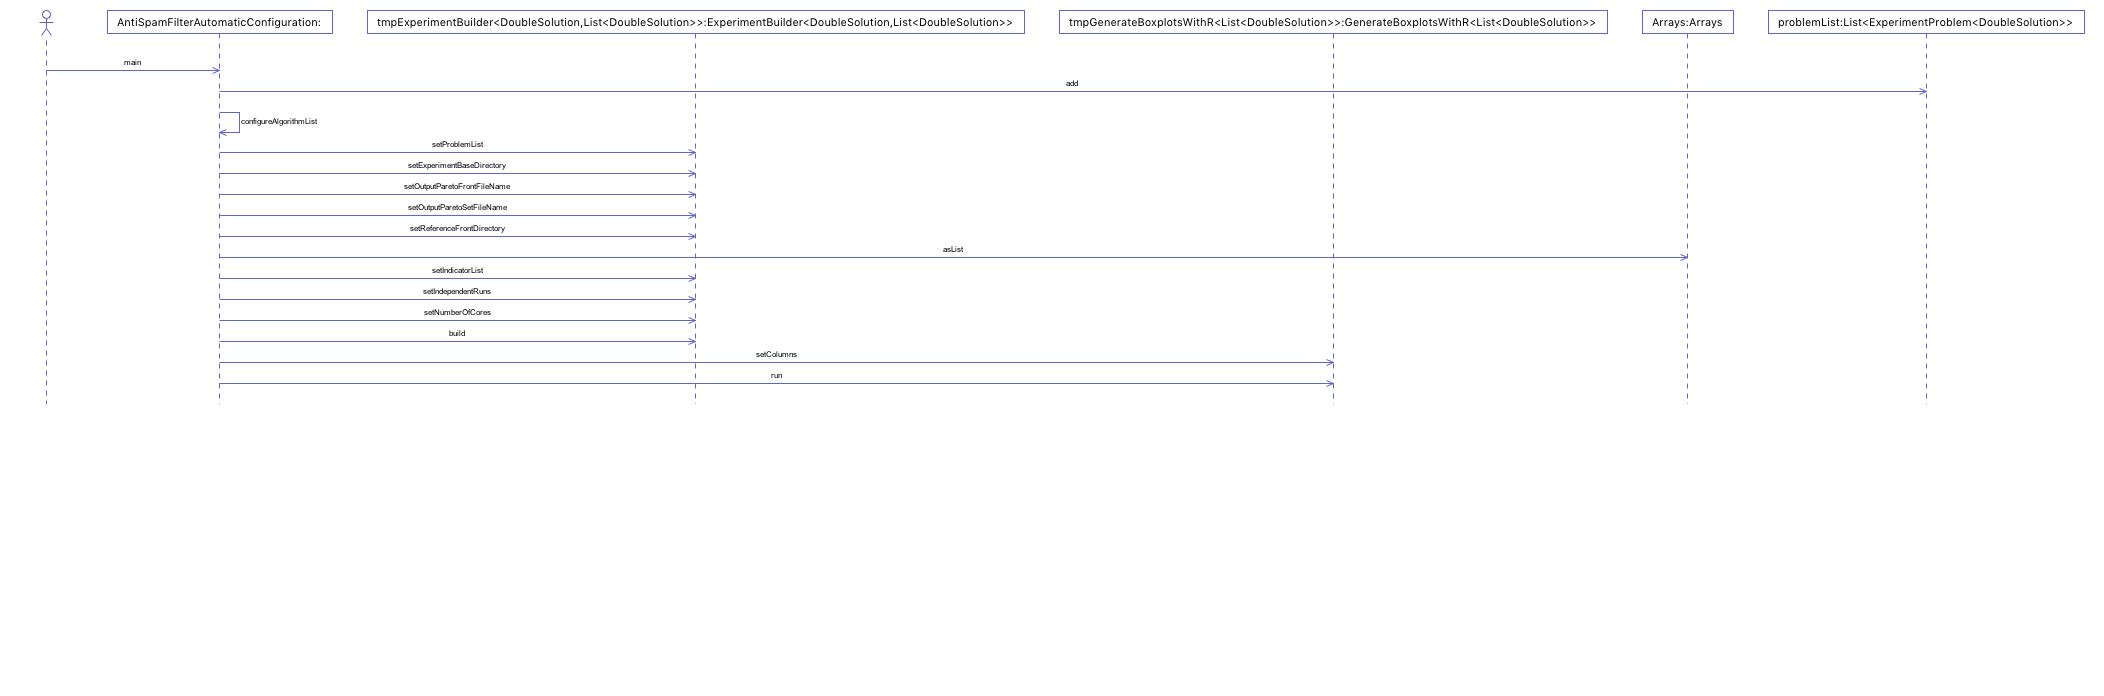 AntiSpamFilterAutomaticConfiguration:
tmpExperimentBuilder<DoubleSolution,List<DoubleSolution>>:ExperimentBuilder<DoubleSolution,List<DoubleSolution>>
tmpGenerateBoxplotsWithR<List<DoubleSolution>>:GenerateBoxplotsWithR<List<DoubleSolution>>
Arrays:Arrays
problemList:List<ExperimentProblem<DoubleSolution>>
main
add
configureAlgorithmList
setProblemList
setExperimentBaseDirectory
setOutputParetoFrontFileName
setOutputParetoSetFileName
setReferenceFrontDirectory
asList
setIndicatorList
setIndependentRuns
setNumberOfCores
build
setColumns
run